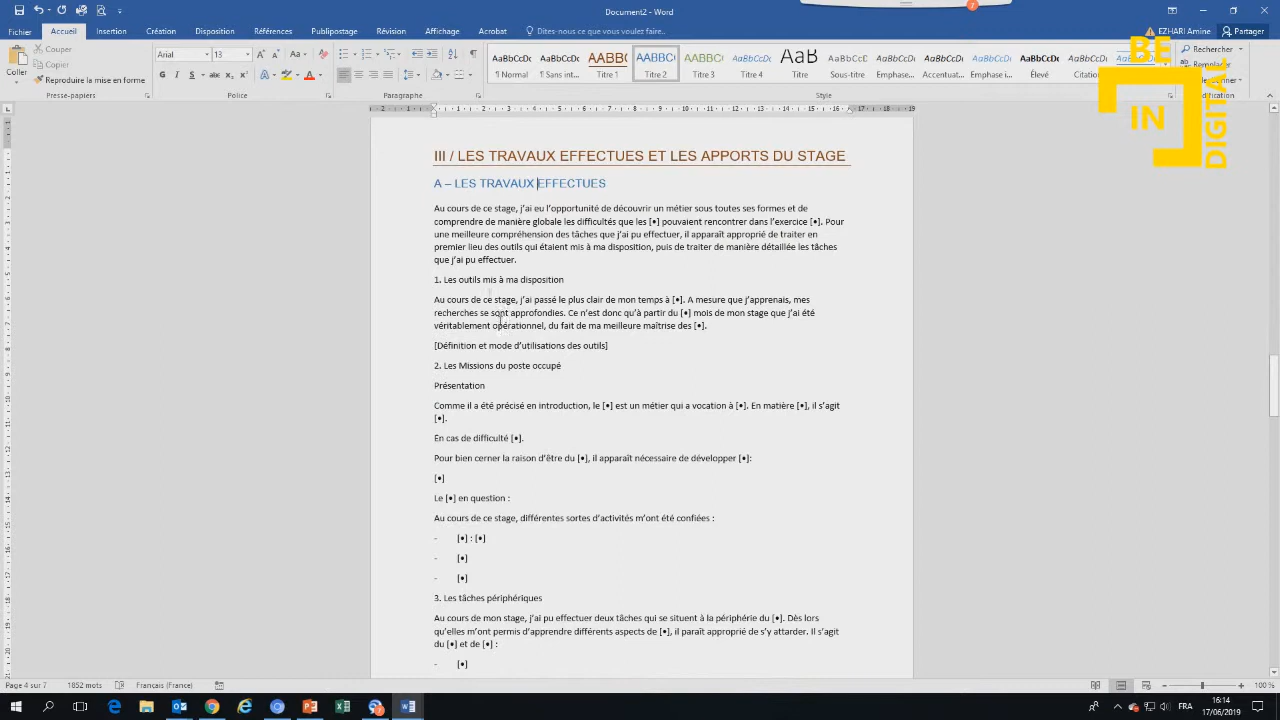 Document2 - Word
EZHARI Amine
Fichier Accueil Insertion Création Disposition Références Publipostage Révision Affichage Dites-nous ce que vous voulez faire... Partager
Coller
Couper
Copier
Reproduire la mise en forme
Presse-papiers
Arial 13
Police
Paragraphe
AaBbCcDc AaBbCcDc AABBC AABBC AABBCC AaBbCcDd AaB AaBbCcC AaBbCcDd AaBbCcDd AaBbCcDd AaBbCcDd AaBbCcDd
¶ Normal ¶ Sans int... Titre 1 Titre 2 Titre 3 Titre 4 Titre Sous-titre Emphase ... Accentuat... Emphase i... Élevé Citation
Style
Rechercher
Remplacer
BE
IN
DIGITAL
III / LES TRAVAUX EFFECTUES ET LES APPORTS DU STAGE
A – LES TRAVAUX EFFECTUES
Au cours de ce stage, j'ai eu l'opportunité de découvrir un métier sous toutes ses formes et de
comprendre de manière globale les difficultés que les [•] pouvaient rencontrer dans l'exercice [•]. Pour
une meilleure compréhension des tâches que j'ai pu effectuer, il apparaît approprié de traiter en
premier lieu des outils qui étaient mis à ma disposition, puis de traiter de manière détaillée les tâches
que j'ai pu effectuer.
1. Les outils mis à ma disposition
Au cours de ce stage, j'ai passé le plus clair de mon temps à [•]. A mesure que j'apprenais, mes
recherches se sont approfondies. Ce n'est donc qu'à partir du [•] mois de mon stage que j'ai été
véritablement opérationnel, du fait de ma meilleure maîtrise des [•].
[Définition et mode d'utilisations des outils]
2. Les Missions du poste occupé
Présentation
Comme il a été précisé en introduction, le [•] est un métier qui a vocation à [•]. En matière [•], il s'agit
[•].
En cas de difficulté [•].
Pour bien cerner la raison d'être du [•], il apparaît nécessaire de développer [•]:
[•]
Le [•] en question :
Au cours de ce stage, différentes sortes d'activités m'ont été confiées :
- [•] : [•]
- [•]
- [•]
3. Les tâches périphériques
Au cours de mon stage, j'ai pu effectuer deux tâches qui se situent à la périphérie du [•]. Dès lors
qu'elles m'ont permis d'apprendre différents aspects de [•], il paraît approprié de s'y attarder. Il s'agit
du [•] et de [•] :
- [•]
Page 4 sur 7 1852 mots Français (France) 100 %
FRA 16:14
17/06/2019